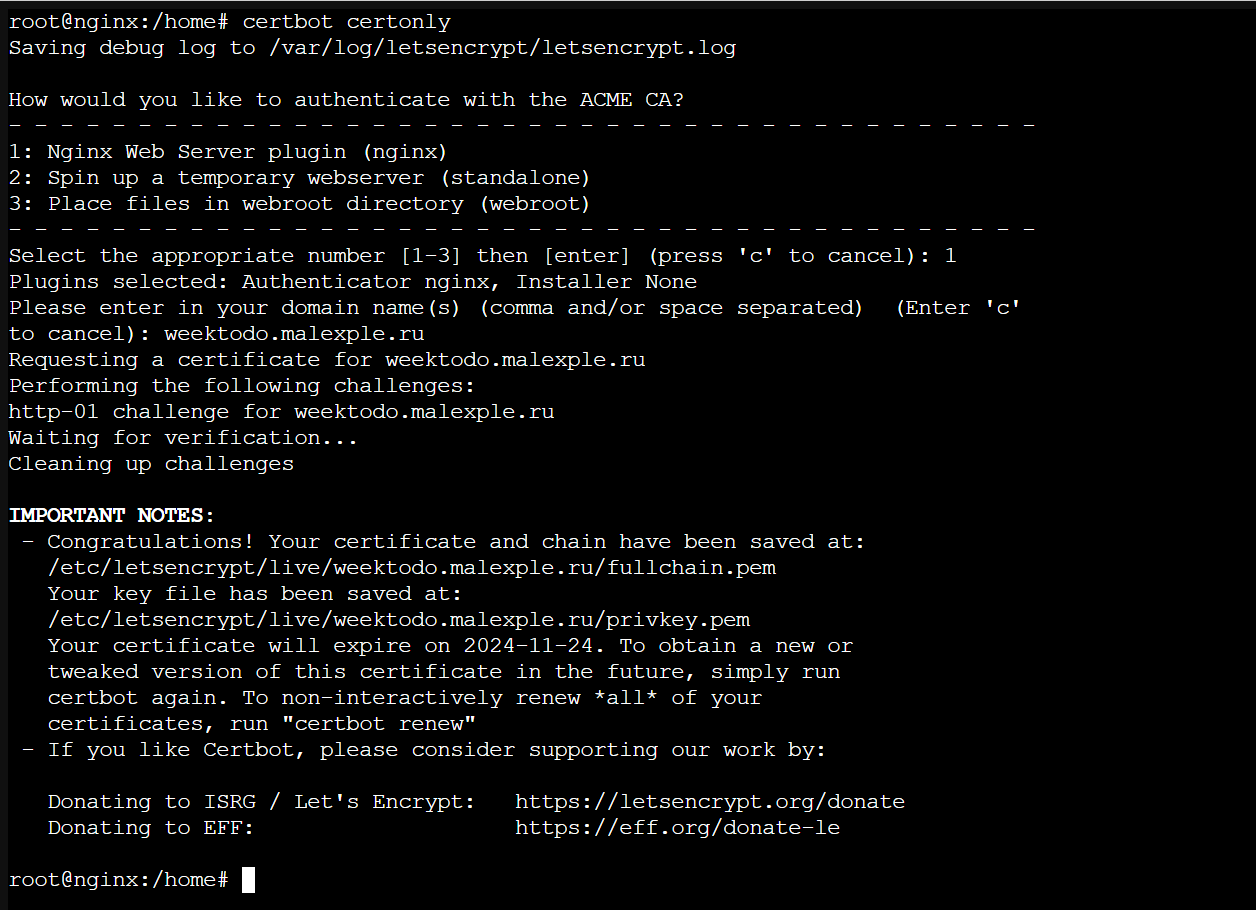 root@nginx:/home# certbot certonly
Saving debug log to /var/log/letsencrypt/letsencrypt.log
How would you like to authenticate with the ACME CA?
- - - - - - - - - - - - - - - - - - - - - - - - - - - - - - - - - - - - - - - -
1: Nginx Web Server plugin (nginx)
2: Spin up a temporary webserver (standalone)
3: Place files in webroot directory (webroot)
- - - - - - - - - - - - - - - - - - - - - - - - - - - - - - - - - - - - - - - -
Select the appropriate number [1-3] then [enter] (press 'c' to cancel): 1
Plugins selected: Authenticator nginx, Installer None
Please enter in your domain name(s) (comma and/or space separated)  (Enter 'c'
to cancel): weektodo.malexple.ru
Requesting a certificate for weektodo.malexple.ru
Performing the following challenges:
http-01 challenge for weektodo.malexple.ru
Waiting for verification...
Cleaning up challenges
IMPORTANT NOTES:
- Congratulations! Your certificate and chain have been saved at:
/etc/letsencrypt/live/weektodo.malexple.ru/fullchain.pem
Your key file has been saved at:
/etc/letsencrypt/live/weektodo.malexple.ru/privkey.pem
Your certificate will expire on 2024-11-24. To obtain a new or
tweaked version of this certificate in the future, simply run
certbot again. To non-interactively renew *all* of your
certificates, run "certbot renew"
- If you like Certbot, please consider supporting our work by:
Donating to ISRG / Let's Encrypt:   https://letsencrypt.org/donate
Donating to EFF:                    https://eff.org/donate-le
root@nginx:/home#